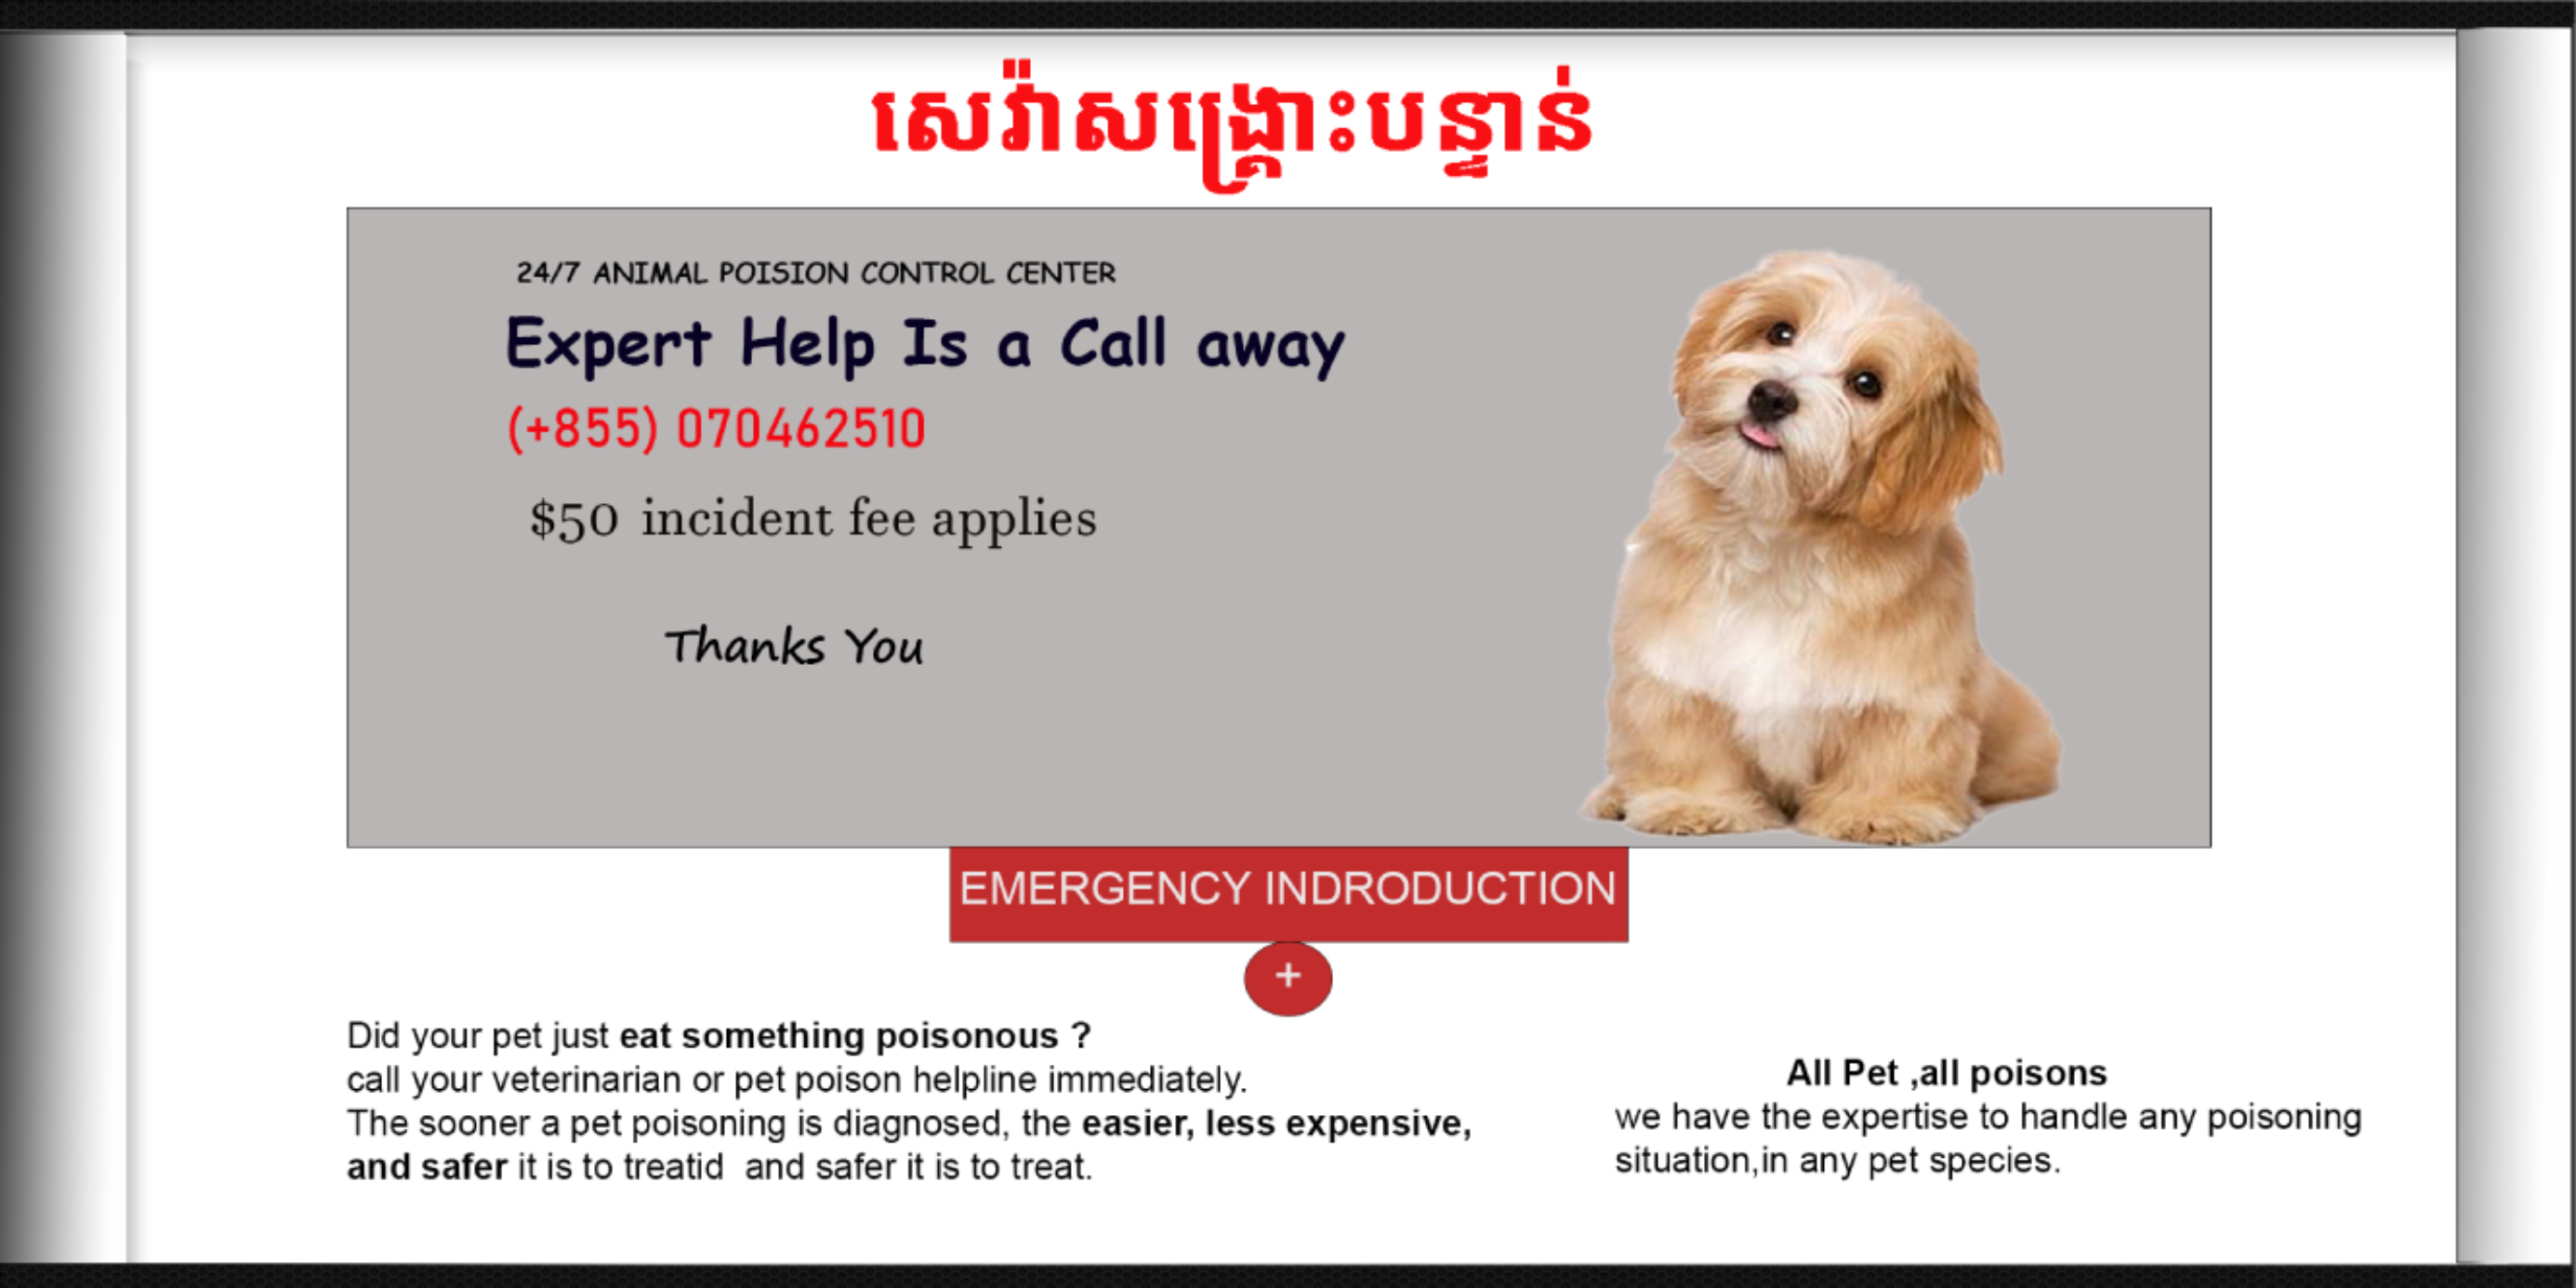 សេវ៉ាសង្គ្រោះបន្ទាន់
24/7 ANIMAL POISION CONTROL CENTER
Expert Help Is a Call away
(+855) 070462510
$50 incident fee applies
Thanks You
EMERGENCY INDRODUCTION
+
Did your pet just eat something poisonous ?
call your veterinarian or pet poison helpline immediately.
The sooner a pet poisoning is diagnosed, the easier, less expensive,
and safer it is to treatid and safer it is to treat.
All Pet ,all poisons
we have the expertise to handle any poisoning
situation,in any pet species.